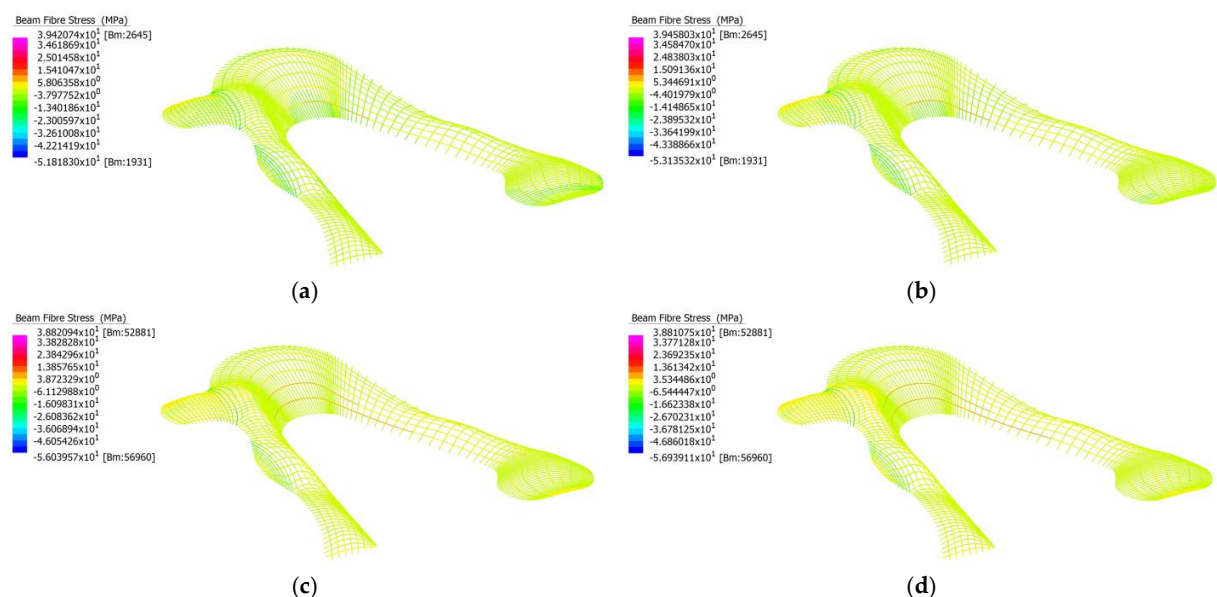 Beam Fibre Stress (MPa)
3.942074x10¹ [Bm:2645]
3.461869x10¹
2.501458x10¹
1.541047x10¹
5.806358x10⁰
-3.797752x10⁰
-1.340186x10¹
-2.300597x10¹
-3.261008x10¹
-4.221419x10¹
-5.181830x10¹ [Bm:1931]
(a)
Beam Fibre Stress (MPa)
3.945803x10¹ [Bm:2645]
3.458470x10¹
2.483803x10¹
1.509136x10¹
5.344691x10⁰
-4.401979x10⁰
-1.414865x10¹
-2.389532x10¹
-3.364199x10¹
-4.338866x10¹
-5.313532x10¹ [Bm:1931]
(b)
Beam Fibre Stress (MPa)
3.882094x10¹ [Bm:52881]
3.382828x10¹
2.384296x10¹
1.385765x10¹
3.872329x10⁰
-6.112988x10⁰
-1.609831x10¹
-2.608362x10¹
-3.606894x10¹
-4.605426x10¹
-5.603957x10¹ [Bm:56960]
(c)
Beam Fibre Stress (MPa)
3.881075x10¹ [Bm:52881]
3.377128x10¹
2.369235x10¹
1.361342x10¹
3.534486x10⁰
-6.544447x10⁰
-1.662338x10¹
-2.670231x10¹
-3.678125x10¹
-4.686018x10¹
-5.693911x10¹ [Bm:56960]
(d)